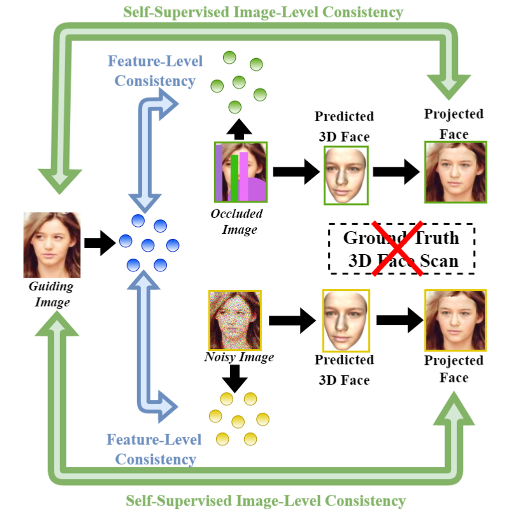 Self-Supervised Image-Level Consistency
Feature-Level
Consistency
Predicted
3D Face
Projected
Face
Occluded
Image
Ground Truth
3D Face Scan
Guiding
Image
Noisy Image
Predicted
3D Face
Projected
Face
Feature-Level
Consistency
Self-Supervised Image-Level Consistency